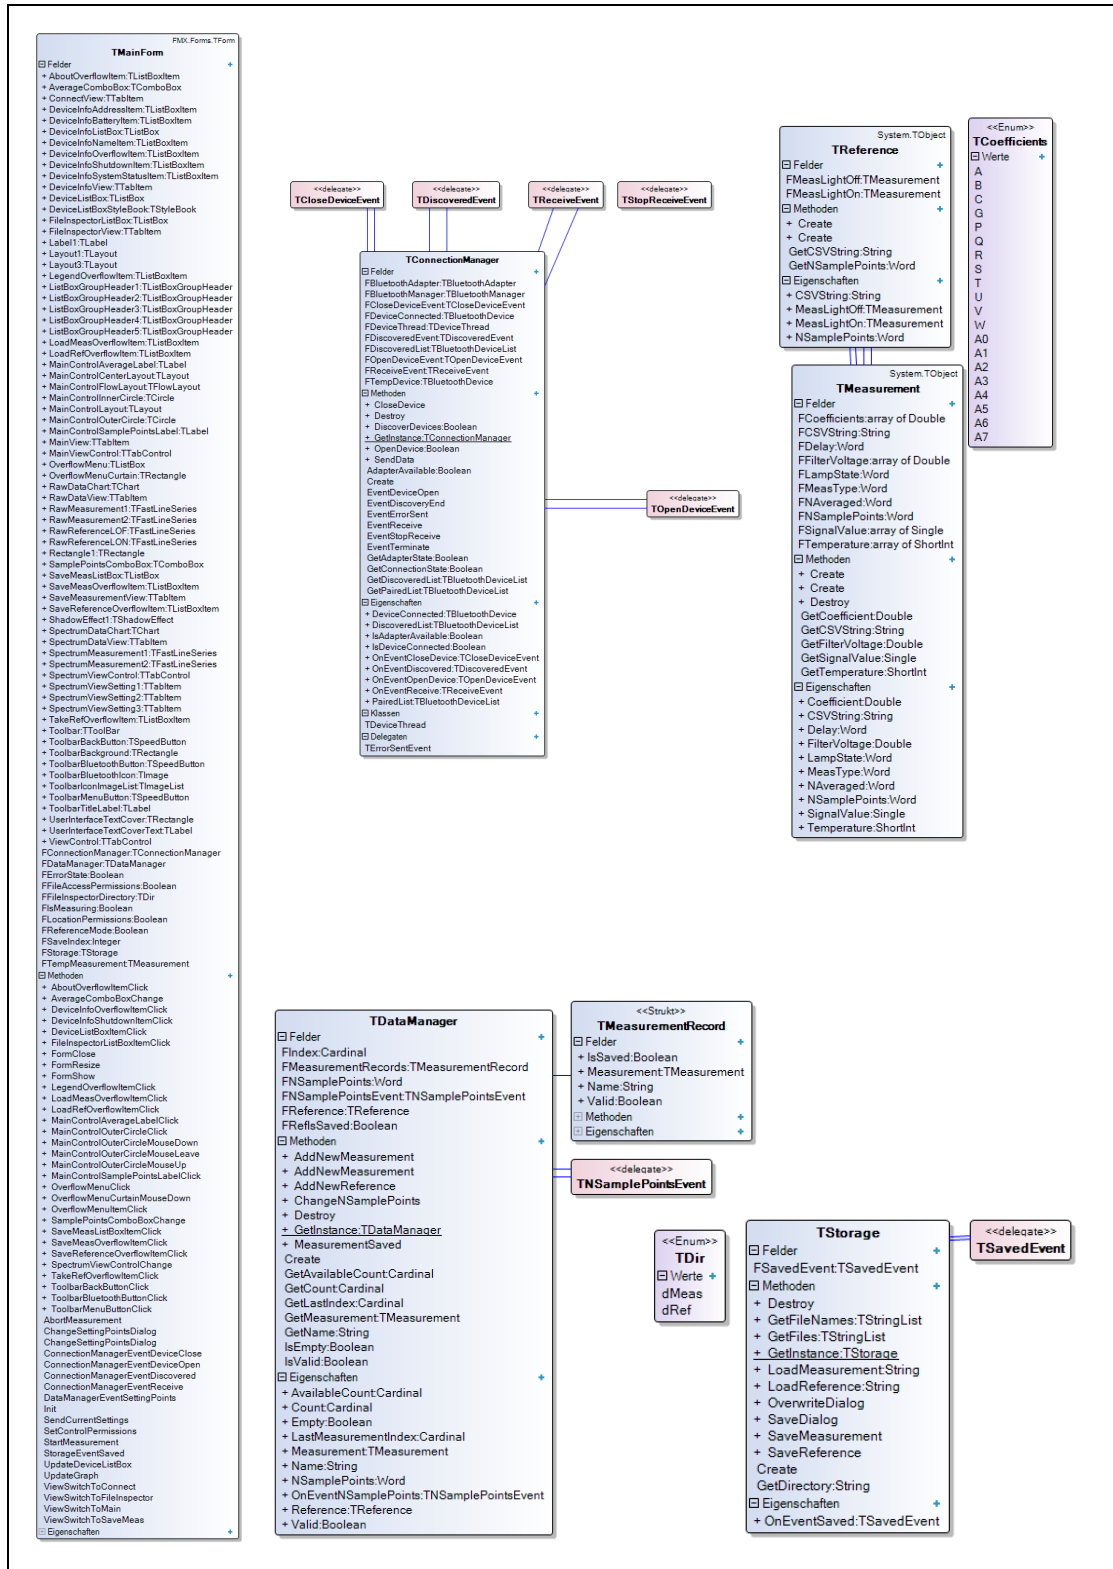 FMX.Forms.TForm
TMainForm
Felder
+ AboutOverflowItem:TListBoxItem
+ AverageComboBox:TComboBox
+ ConnectView:TTabItem
+ DeviceInfoAddressItem:TListBoxItem
+ DeviceInfoBatteryItem:TListBoxItem
+ DeviceInfoListBox:TListBox
+ DeviceInfoNameItem:TListBoxItem
+ DeviceInfoOverflowItem:TListBoxItem
+ DeviceInfoShutdownItem:TListBoxItem
+ DeviceInfoSystemStatusItem:TListBoxItem
+ DeviceInfoView:TTabItem
+ DeviceListBox:TListBox
+ DeviceListBoxStyleBook:TStyleBook
+ FileInspectorListBox:TListBox
+ FileInspectorView:TTabItem
+ Label1:TLabel
+ Layout1:TLayout
+ Layout3:TLayout
+ LegendOverflowItem:TListBoxItem
+ ListBoxGroupHeader1:TListBoxGroupHeader
+ ListBoxGroupHeader2:TListBoxGroupHeader
+ ListBoxGroupHeader3:TListBoxGroupHeader
+ ListBoxGroupHeader4:TListBoxGroupHeader
+ ListBoxGroupHeader5:TListBoxGroupHeader
+ LoadMeasOverflowItem:TListBoxItem
+ LoadRefOverflowItem:TListBoxItem
+ MainControlAverageLabel:TLabel
+ MainControlCenterLayout:TLayout
+ MainControlFlowLayout:TFlowLayout
+ MainControlInnerCircle:TCircle
+ MainControlLayout:TLayout
+ MainControlOuterCircle:TCircle
+ MainControlSamplePointsLabel:TLabel
+ MainView:TTabItem
+ MainViewControl:TTabControl
+ OverflowMenu:TListBox
+ OverflowMenuCurtain:TRectangle
+ RawDataChart:TChart
+ RawDataView:TTabItem
+ RawMeasurement1:TFastLineSeries
+ RawMeasurement2:TFastLineSeries
+ RawReferenceLOF:TFastLineSeries
+ RawReferenceLON:TFastLineSeries
+ Rectangle1:TRectangle
+ SamplePointsComboBox:TComboBox
+ SaveMeasListBox:TListBox
+ SaveMeasOverflowItem:TListBoxItem
+ SaveMeasurementView:TTabItem
+ SaveReferenceOverflowItem:TListBoxItem
+ ShadowEffect1:TShadowEffect
+ SpectrumDataChart:TChart
+ SpectrumDataView:TTabItem
+ SpectrumMeasurement1:TFastLineSeries
+ SpectrumMeasurement2:TFastLineSeries
+ SpectrumViewControl:TTabControl
+ SpectrumViewSetting1:TTabItem
+ SpectrumViewSetting2:TTabItem
+ SpectrumViewSetting3:TTabItem
+ TakeRefOverflowItem:TListBoxItem
+ Toolbar:TToolBar
+ ToolbarBackButton:TSpeedButton
+ ToolbarBackground:TRectangle
+ ToolbarBluetoothButton:TSpeedButton
+ ToolbarBluetoothIcon:TImage
+ ToolbarIconImageList:TImageList
+ ToolbarMenuButton:TSpeedButton
+ ToolbarTitleLabel:TLabel
+ UserInterfaceTextCover:TRectangle
+ UserInterfaceTextCoverText:TLabel
+ ViewControl:TTabControl
FConnectionManager:TConnectionManager
FDataManager:TDataManager
FErrorState:Boolean
FFileAccessPermissions:Boolean
FFileInspectorDirectory:TDir
FIsMeasuring:Boolean
FLocationPermissions:Boolean
FReferenceMode:Boolean
FSaveIndex:Integer
FStorage:TStorage
FTempMeasurement:TMeasurement
Methoden
+ AboutOverflowItemClick
+ AverageComboBoxChange
+ DeviceInfoOverflowItemClick
+ DeviceInfoShutdownItemClick
+ DeviceListBoxItemClick
+ FileInspectorListBoxItemClick
+ FormClose
+ FormResize
+ FormShow
+ LegendOverflowItemClick
+ LoadMeasOverflowItemClick
+ LoadRefOverflowItemClick
+ MainControlAverageLabelClick
+ MainControlOuterCircleClick
+ MainControlOuterCircleMouseDown
+ MainControlOuterCircleMouseLeave
+ MainControlOuterCircleMouseUp
+ MainControlSamplePointsLabelClick
+ OverflowMenuClick
+ OverflowMenuCurtainMouseDown
+ OverflowMenuItemClick
+ SamplePointsComboBoxChange
+ SaveMeasListBoxItemClick
+ SaveMeasOverflowItemClick
+ SaveReferenceOverflowItemClick
+ SpectrumViewControlChange
+ TakeRefOverflowItemClick
+ ToolbarBackButtonClick
+ ToolbarBluetoothButtonClick
+ ToolbarMenuButtonClick
AbortMeasurement
ChangeSettingPointsDialog
ChangeSettingPointsDialog
ConnectionManagerEventDeviceClose
ConnectionManagerEventDeviceOpen
ConnectionManagerEventDiscovered
ConnectionManagerEventReceive
DataManagerEventSettingPoints
Init
SendCurrentSettings
SetControlPermissions
StartMeasurement
StorageEventSaved
UpdateDeviceListBox
UpdateGraph
ViewSwitchToConnect
ViewSwitchToFileInspector
ViewSwitchToMain
ViewSwitchToSaveMeas
Eigenschaften
<<delegate>>
TCloseDeviceEvent
<<delegate>>
TDiscoveredEvent
<<delegate>>
TReceiveEvent
<<delegate>>
TStopReceiveEvent
TConnectionManager
Felder
FBluetoothAdapter:TBluetoothAdapter
FBluetoothManager:TBluetoothManager
FCloseDeviceEvent:TCloseDeviceEvent
FDeviceConnected:TBluetoothDevice
FDeviceThread:TDeviceThread
FDiscoveredEvent:TDiscoveredEvent
FDiscoveredList:TBluetoothDeviceList
FOpenDeviceEvent:TOpenDeviceEvent
FReceiveEvent:TReceiveEvent
FTempDevice:TBluetoothDevice
Methoden
+ CloseDevice
+ Destroy
+ DiscoverDevices:Boolean
+ GetInstance:TConnectionManager
+ OpenDevice:Boolean
+ SendData
AdapterAvailable:Boolean
Create
EventDeviceOpen
EventDiscoveryEnd
EventErrorSent
EventReceive
EventStopReceive
EventTerminate
GetAdapterState:Boolean
GetConnectionState:Boolean
GetDiscoveredList:TBluetoothDeviceList
GetPairedList:TBluetoothDeviceList
Eigenschaften
+ DeviceConnected:TBluetoothDevice
+ DiscoveredList:TBluetoothDeviceList
+ IsAdapterAvailable:Boolean
+ IsDeviceConnected:Boolean
+ OnEventCloseDevice:TCloseDeviceEvent
+ OnEventDiscovered:TDiscoveredEvent
+ OnEventOpenDevice:TOpenDeviceEvent
+ OnEventReceive:TReceiveEvent
+ PairedList:TBluetoothDeviceList
Klassen
TDeviceThread
Delegaten
TErrorSentEvent
<<delegate>>
TOpenDeviceEvent
System.TObject
TReference
Felder
FMeasLightOff:TMeasurement
FMeasLightOn:TMeasurement
Methoden
+ Create
+ Create
GetCSVString:String
GetNSamplePoints:Word
Eigenschaften
+ CSVString:String
+ MeasLightOff:TMeasurement
+ MeasLightOn:TMeasurement
+ NSamplePoints:Word
<<Enum>>
TCoefficients
Werte
A
B
C
G
P
Q
R
S
T
U
V
W
A0
A1
A2
A3
A4
A5
A6
A7
System.TObject
TMeasurement
Felder
FCoefficients:array of Double
FCSVString:String
FDelay:Word
FFilterVoltage:array of Double
FLampState:Word
FMeasType:Word
FNAveraged:Word
FNSamplePoints:Word
FSignalValue:array of Single
FTemperature:array of ShortInt
Methoden
+ Create
+ Create
+ Destroy
GetCoefficient:Double
GetCSVString:String
GetFilterVoltage:Double
GetSignalValue:Single
GetTemperature:ShortInt
Eigenschaften
+ Coefficient:Double
+ CSVString:String
+ Delay:Word
+ FilterVoltage:Double
+ LampState:Word
+ MeasType:Word
+ NAveraged:Word
+ NSamplePoints:Word
+ SignalValue:Single
+ Temperature:ShortInt
TDataManager
Felder
FIndex:Cardinal
FMeasurementRecords:TMeasurementRecord
FNSamplePoints:Word
FNSamplePointsEvent:TNSamplePointsEvent
FReference:TReference
FRefIsSaved:Boolean
Methoden
+ AddNewMeasurement
+ AddNewMeasurement
+ AddNewReference
+ ChangeNSamplePoints
+ Destroy
+ GetInstance:TDataManager
+ MeasurementSaved
Create
GetAvailableCount:Cardinal
GetCount:Cardinal
GetLastIndex:Cardinal
GetMeasurement:TMeasurement
GetName:String
IsEmpty:Boolean
IsValid:Boolean
Eigenschaften
+ AvailableCount:Cardinal
+ Count:Cardinal
+ Empty:Boolean
+ LastMeasurementIndex:Cardinal
+ Measurement:TMeasurement
+ Name:String
+ NSamplePoints:Word
+ OnEventNSamplePoints:TNSamplePointsEvent
+ Reference:TReference
+ Valid:Boolean
<<Strukt>>
TMeasurementRecord
Felder
+ IsSaved:Boolean
+ Measurement:TMeasurement
+ Name:String
+ Valid:Boolean
Methoden
Eigenschaften
<<delegate>>
TNSamplePointsEvent
<<Enum>>
TDir
Werte
dMeas
dRef
TStorage
Felder
FSavedEvent:TSavedEvent
Methoden
+ Destroy
+ GetFileNames:TStringList
+ GetFiles:TStringList
+ GetInstance:TStorage
+ LoadMeasurement:String
+ LoadReference:String
+ OverwriteDialog
+ SaveDialog
+ SaveMeasurement
+ SaveReference
Create
GetDirectory:String
Eigenschaften
+ OnEventSaved:TSavedEvent
<<delegate>>
TSavedEvent